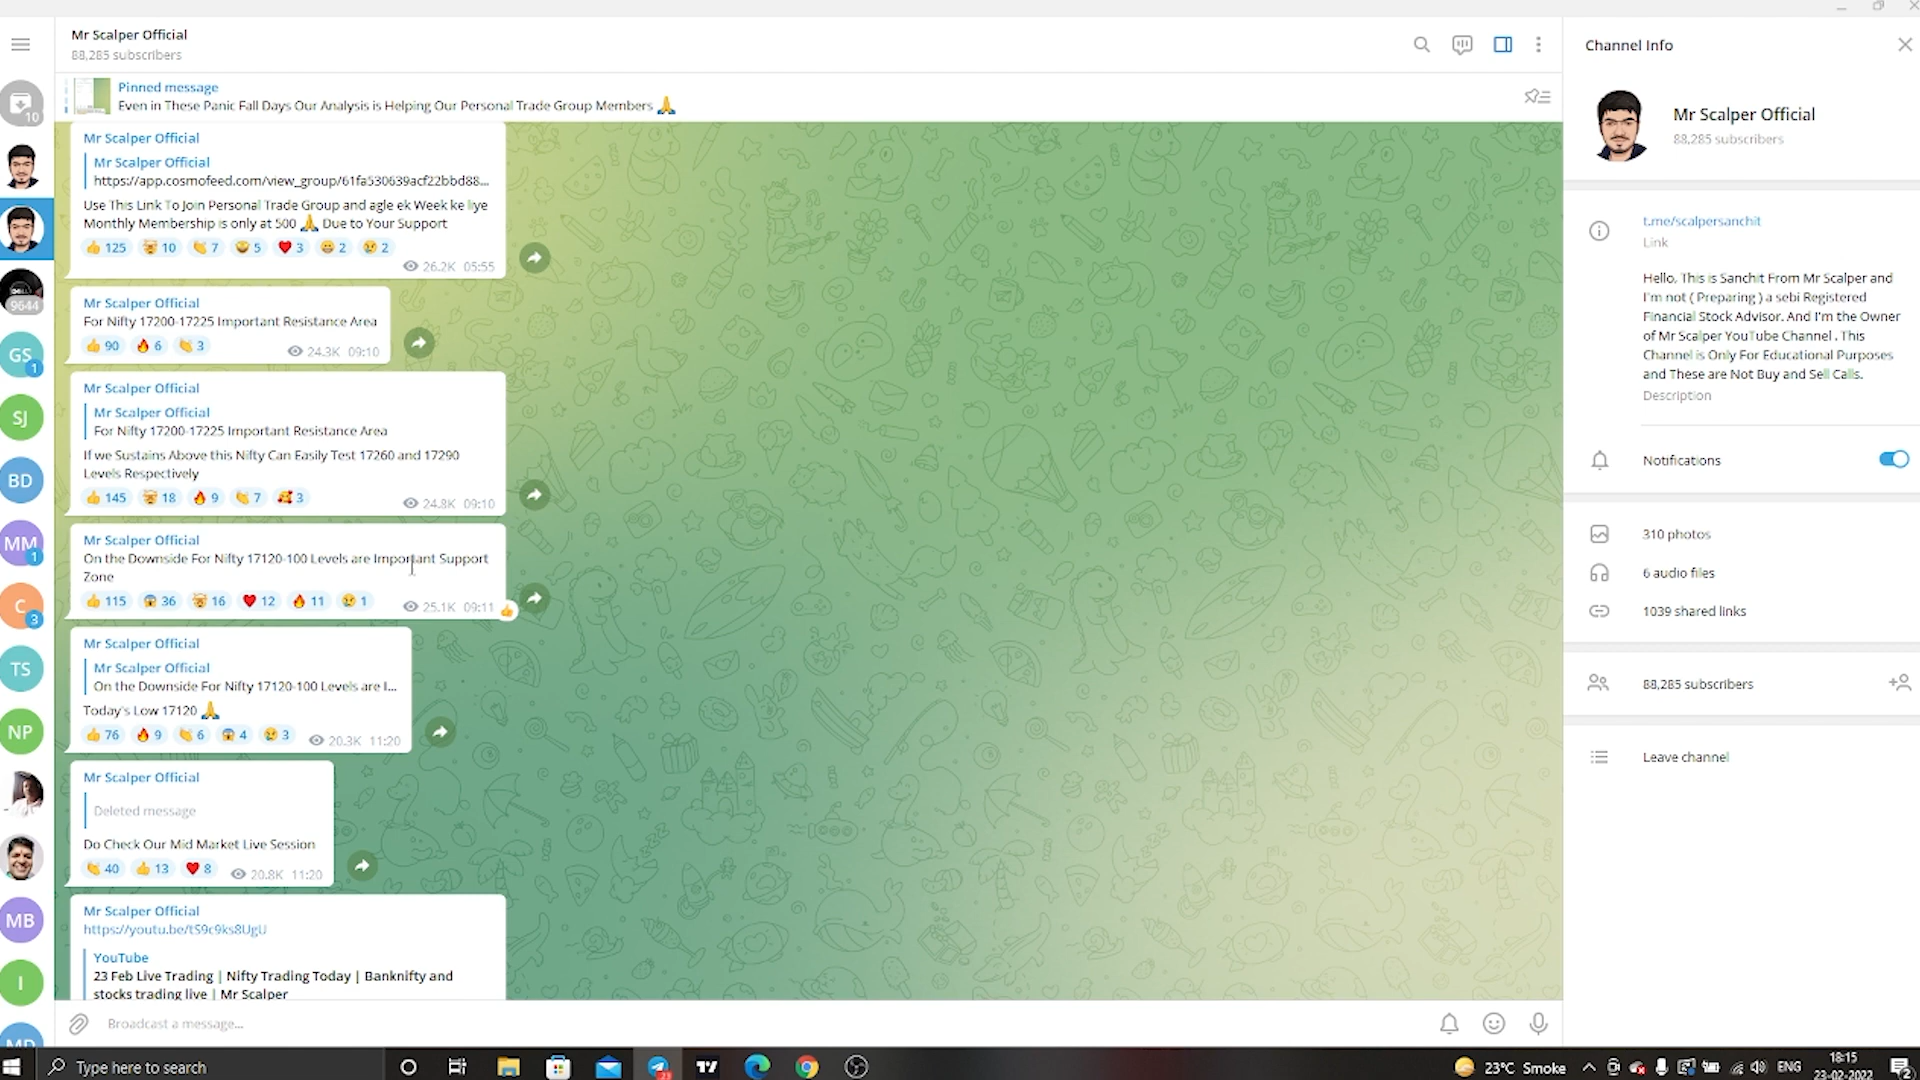 Mr Scalper Official
88,285 subscribers
Pinned message
Even in These Panic Fall Days Our Analysis is Helping Our Personal Trade Group Members 🙏
10
9644
GS
1
SJ
BD
MM
1
C
3
TS
NP
MB
I
Mr Scalper Official
Mr Scalper Official
https://app.cosmofeed.com/view_group/61fa530639acf22bbd88...
Use This Link To Join Personal Trade Group and agle ek Week ke liye
Monthly Membership is only at 500 🙏 Due to Your Support
👍 125 🤯 10 👏 7 5 ❤ 3 😁 2 😢 2
26.2K 05:55
Mr Scalper Official
For Nifty 17200-17225 Important Resistance Area
👍 90 🔥 6 👏 3
24.3K 09:10
Mr Scalper Official
Mr Scalper Official
For Nifty 17200-17225 Important Resistance Area
If we Sustains Above this Nifty Can Easily Test 17260 and 17290
Levels Respectively
👍 145 🤯 18 🔥 9 👏 7 🥰 3
24.8K 09:10
Mr Scalper Official
On the Downside For Nifty 17120-100 Levels are Important Support
Zone
👍 115 😱 36 🤯 16 ❤ 12 🔥 11 😢 1
25.1K 09:11
Mr Scalper Official
Mr Scalper Official
On the Downside For Nifty 17120-100 Levels are I...
Today's Low 17120 🙏
👍 76 🔥 9 👏 6 😱 4 😢 3
20.3K 11:20
Mr Scalper Official
Deleted message
Do Check Our Mid Market Live Session
👏 40 👍 13 ❤ 8
20.8K 11:20
Mr Scalper Official
https://youtu.be/tS9c9ks8UgU
YouTube
23 Feb Live Trading | Nifty Trading Today | Banknifty and
stocks trading live | Mr Scalper
Broadcast a message...
Channel Info
Mr Scalper Official
88,285 subscribers
t.me/scalpersanchit
Link
Hello, This is Sanchit From Mr Scalper and
I'm not ( Preparing ) a sebi Registered
Financial Stock Advisor. And I'm the Owner
of Mr Scalper YouTube Channel . This
Channel is Only For Educational Purposes
and These are Not Buy and Sell Calls.
Description
Notifications
310 photos
6 audio files
1039 shared links
88,285 subscribers
Leave channel
Type here to search
23°C Smoke
ENG
18:15
23-02-2022
2